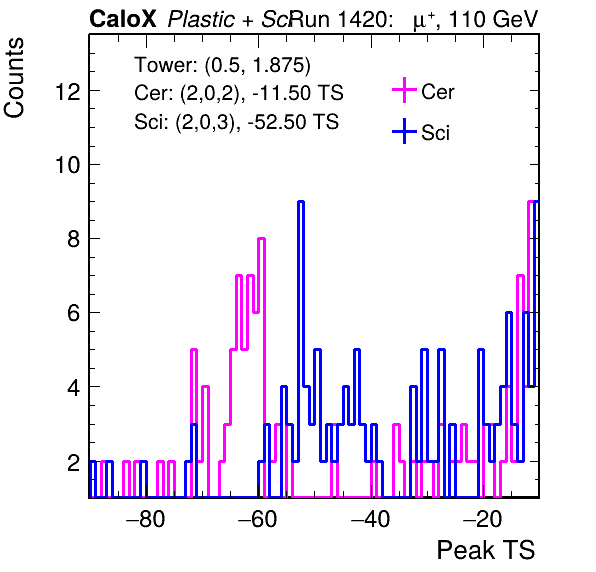 CaloX Plastic + SciRun 1420: μ⁺, 110 GeV
Counts
Tower: (0.5, 1.875)
Cer: (2,0,2), -11.50 TS
Sci: (2,0,3), -52.50 TS
Cer
Sci
12
10
8
6
4
2
−80 −60 −40 −20
Peak TS